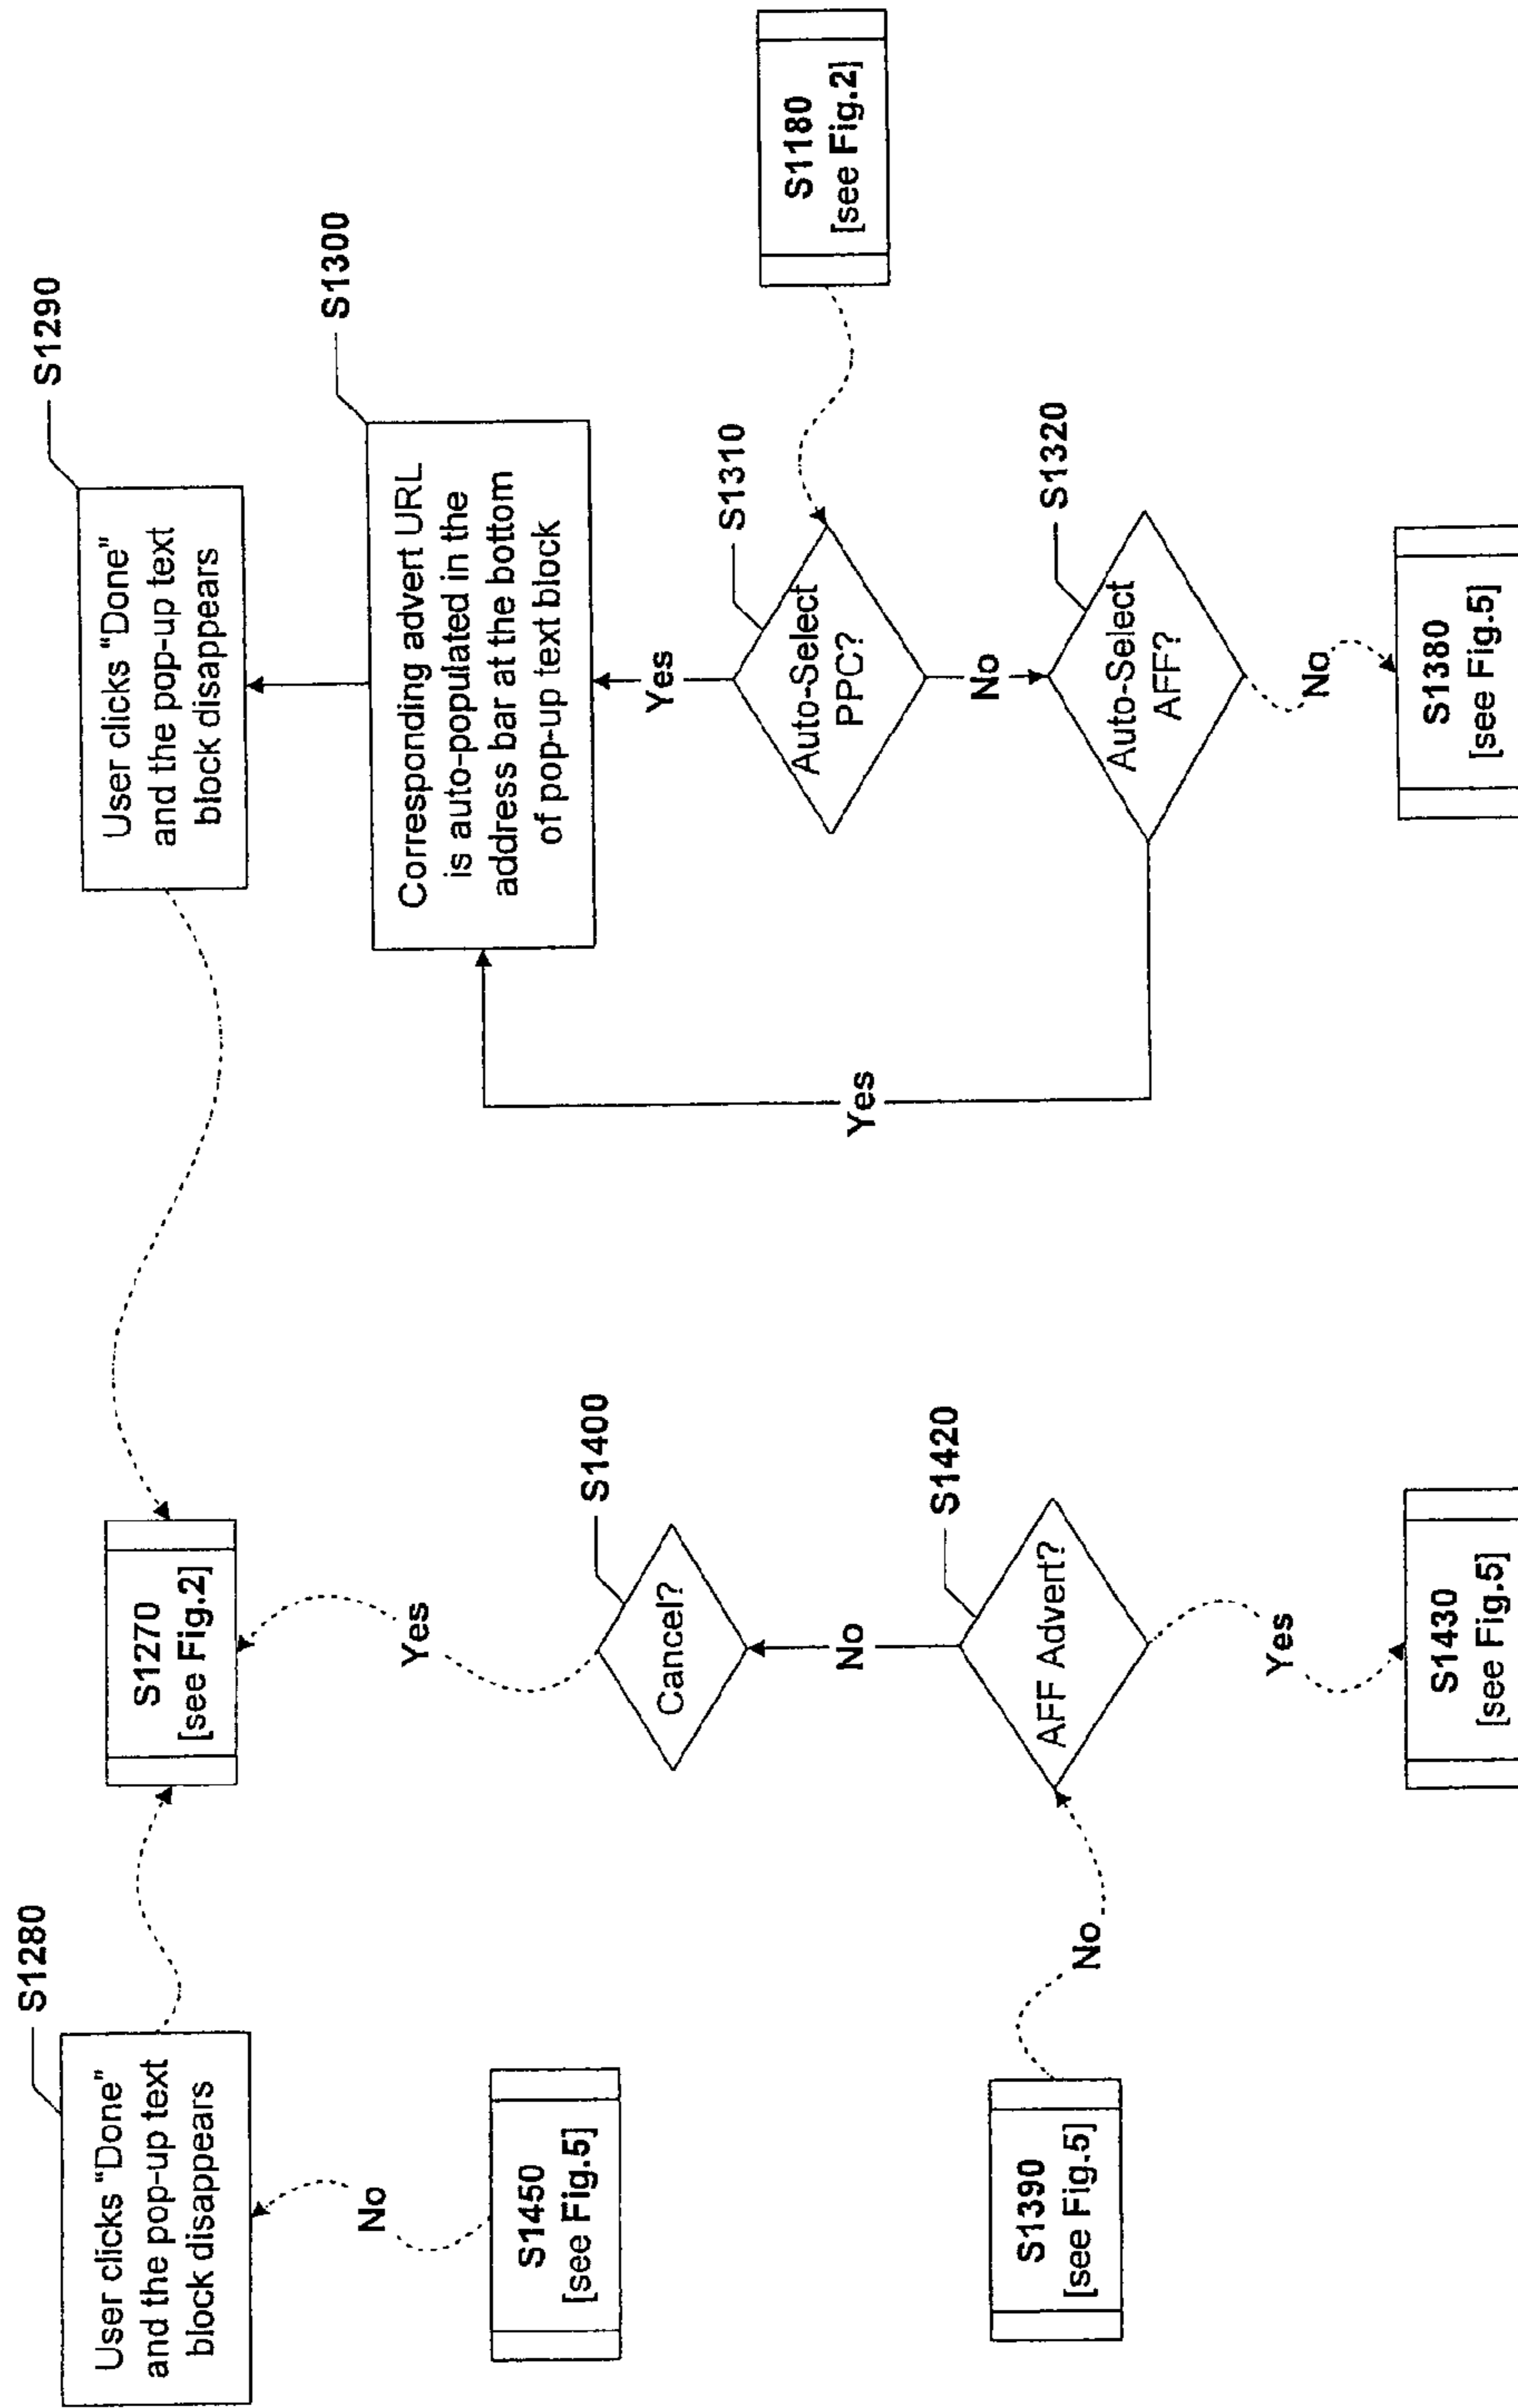 S1280
User clicks "Done"
and the pop-up text
block disappears
S1270
[see Fig.2]
S1290
User clicks "Done"
and the pop-up text
block disappears
No
Yes
S1300
Corresponding advert URL
is auto-populated in the
address bar at the bottom
of pop-up text block
S1450
[see Fig.5]
S1400
Cancel?
Yes
S1310
Auto-Select
PPC?
S1180
[see Fig.2]
No
No
Yes
No
S1390
[see Fig.5]
S1420
AFF Advert?
S1320
Auto-Select
AFF?
Yes
No
S1430
[see Fig.5]
S1380
[see Fig.5]